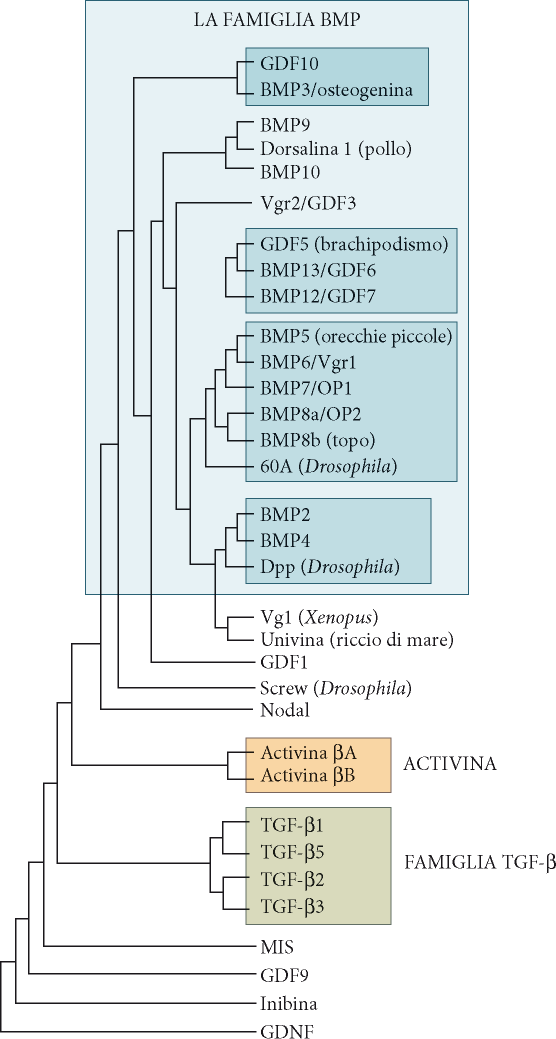 LA FAMIGLIA BMP
GDF10
BMP3/osteogenina
BMP9
Dorsalina 1 (pollo)
BMP10
Vgr2/GDF3
GDF5 (brachipodismo)
BMP13/GDF6
BMP12/GDF7
BMP5 (orecchie piccole)
BMP6/Vgr1
BMP7/OP1
BMP8a/OP2
BMP8b (topo)
60A (Drosophila)
BMP2
BMP4
Dpp (Drosophila)
Vg1 (Xenopus)
Univina (riccio di mare)
GDF1
Screw (Drosophila)
Nodal
Activina βA
Activina βB
ACTIVINA
TGF-β1
TGF-β5
TGF-β2
TGF-β3
FAMIGLIA TGF-β
MIS
GDF9
Inibina
GDNF